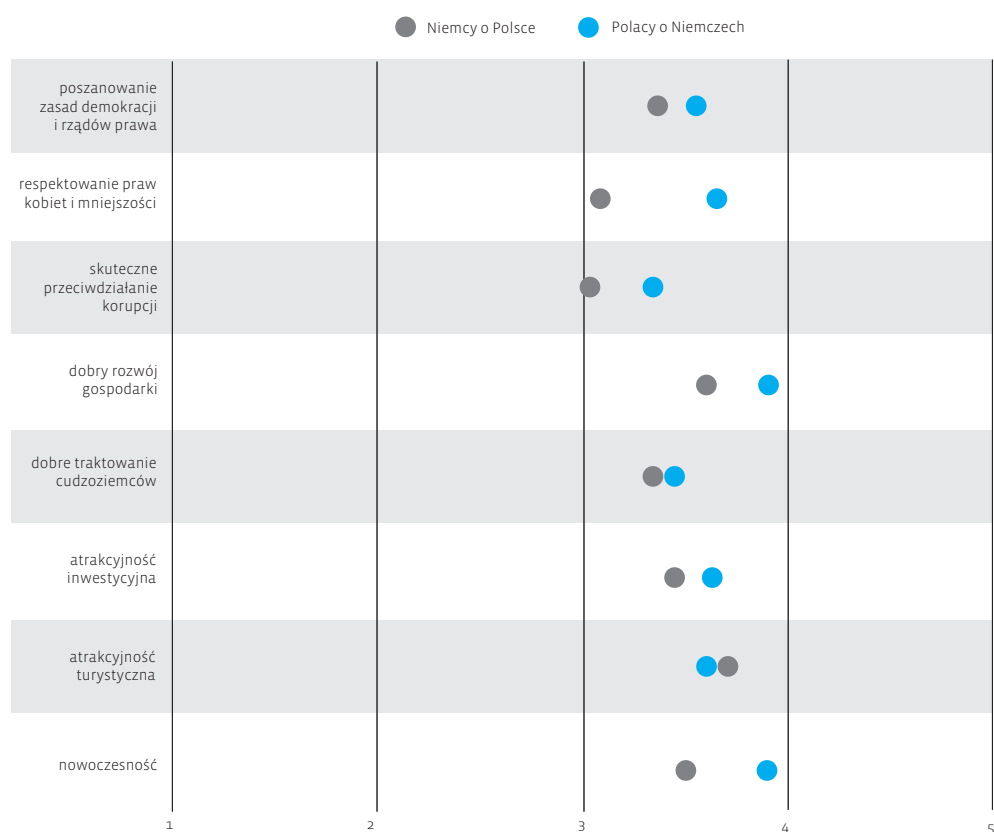 Niemcy o Polsce
Polacy o Niemczech
poszanowanie
zasad demokracji
i rządów prawa
respektowanie praw
kobiet i mniejszości
skuteczne
przeciwdziałanie
korupcji
dobry rozwój
gospodarki
dobre traktowanie
cudzoziemców
atrakcyjność
inwestycyjna
atrakcyjność
turystyczna
nowoczesność
1 2 3 4 5